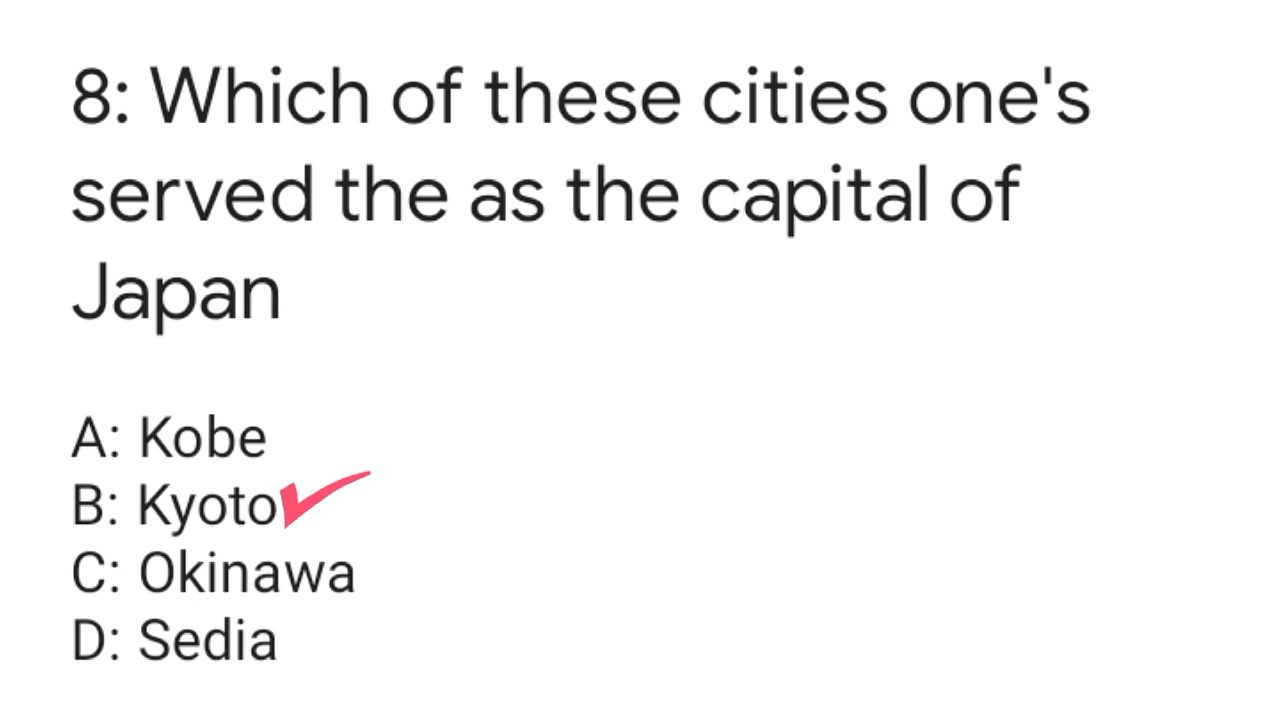 8: Which of these cities one's
served the as the capital of
Japan
A: Kobe
B: Kyoto
C: Okinawa
D: Sedia